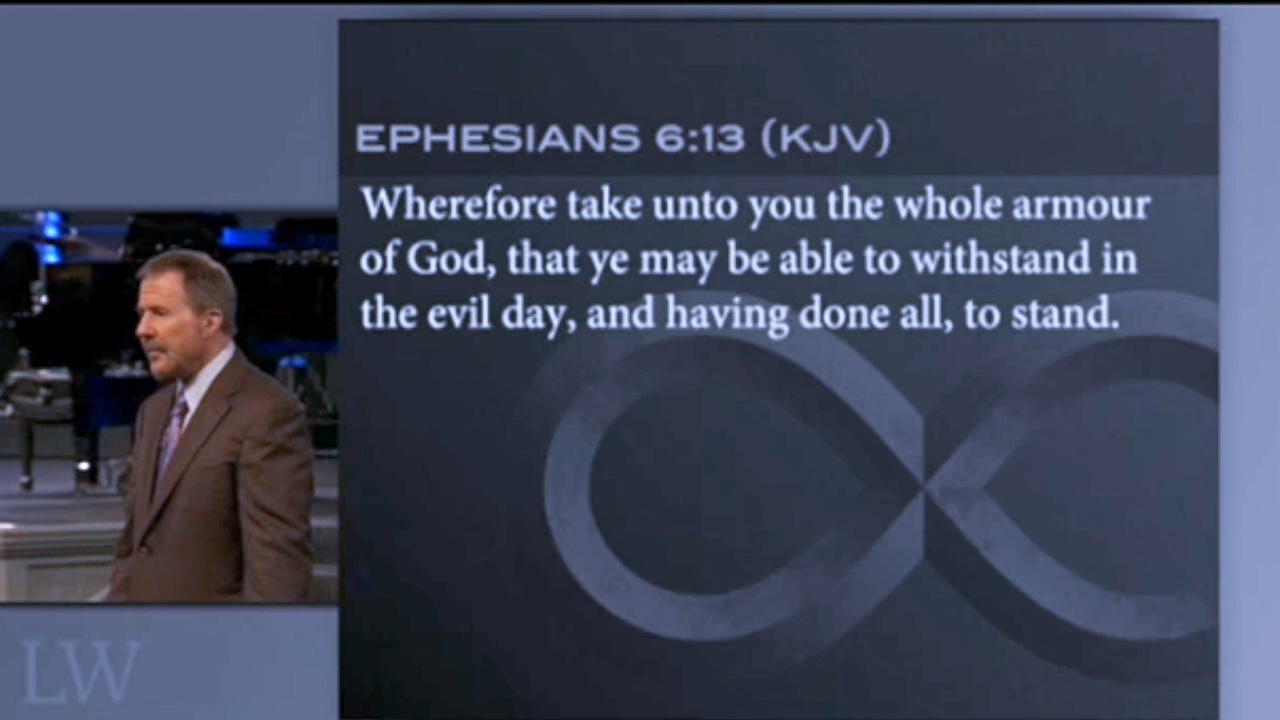 EPHESIANS 6:13 (KJV)
Wherefore take unto you the whole armour
of God, that ye may be able to withstand in
the evil day, and having done all, to stand.
LW